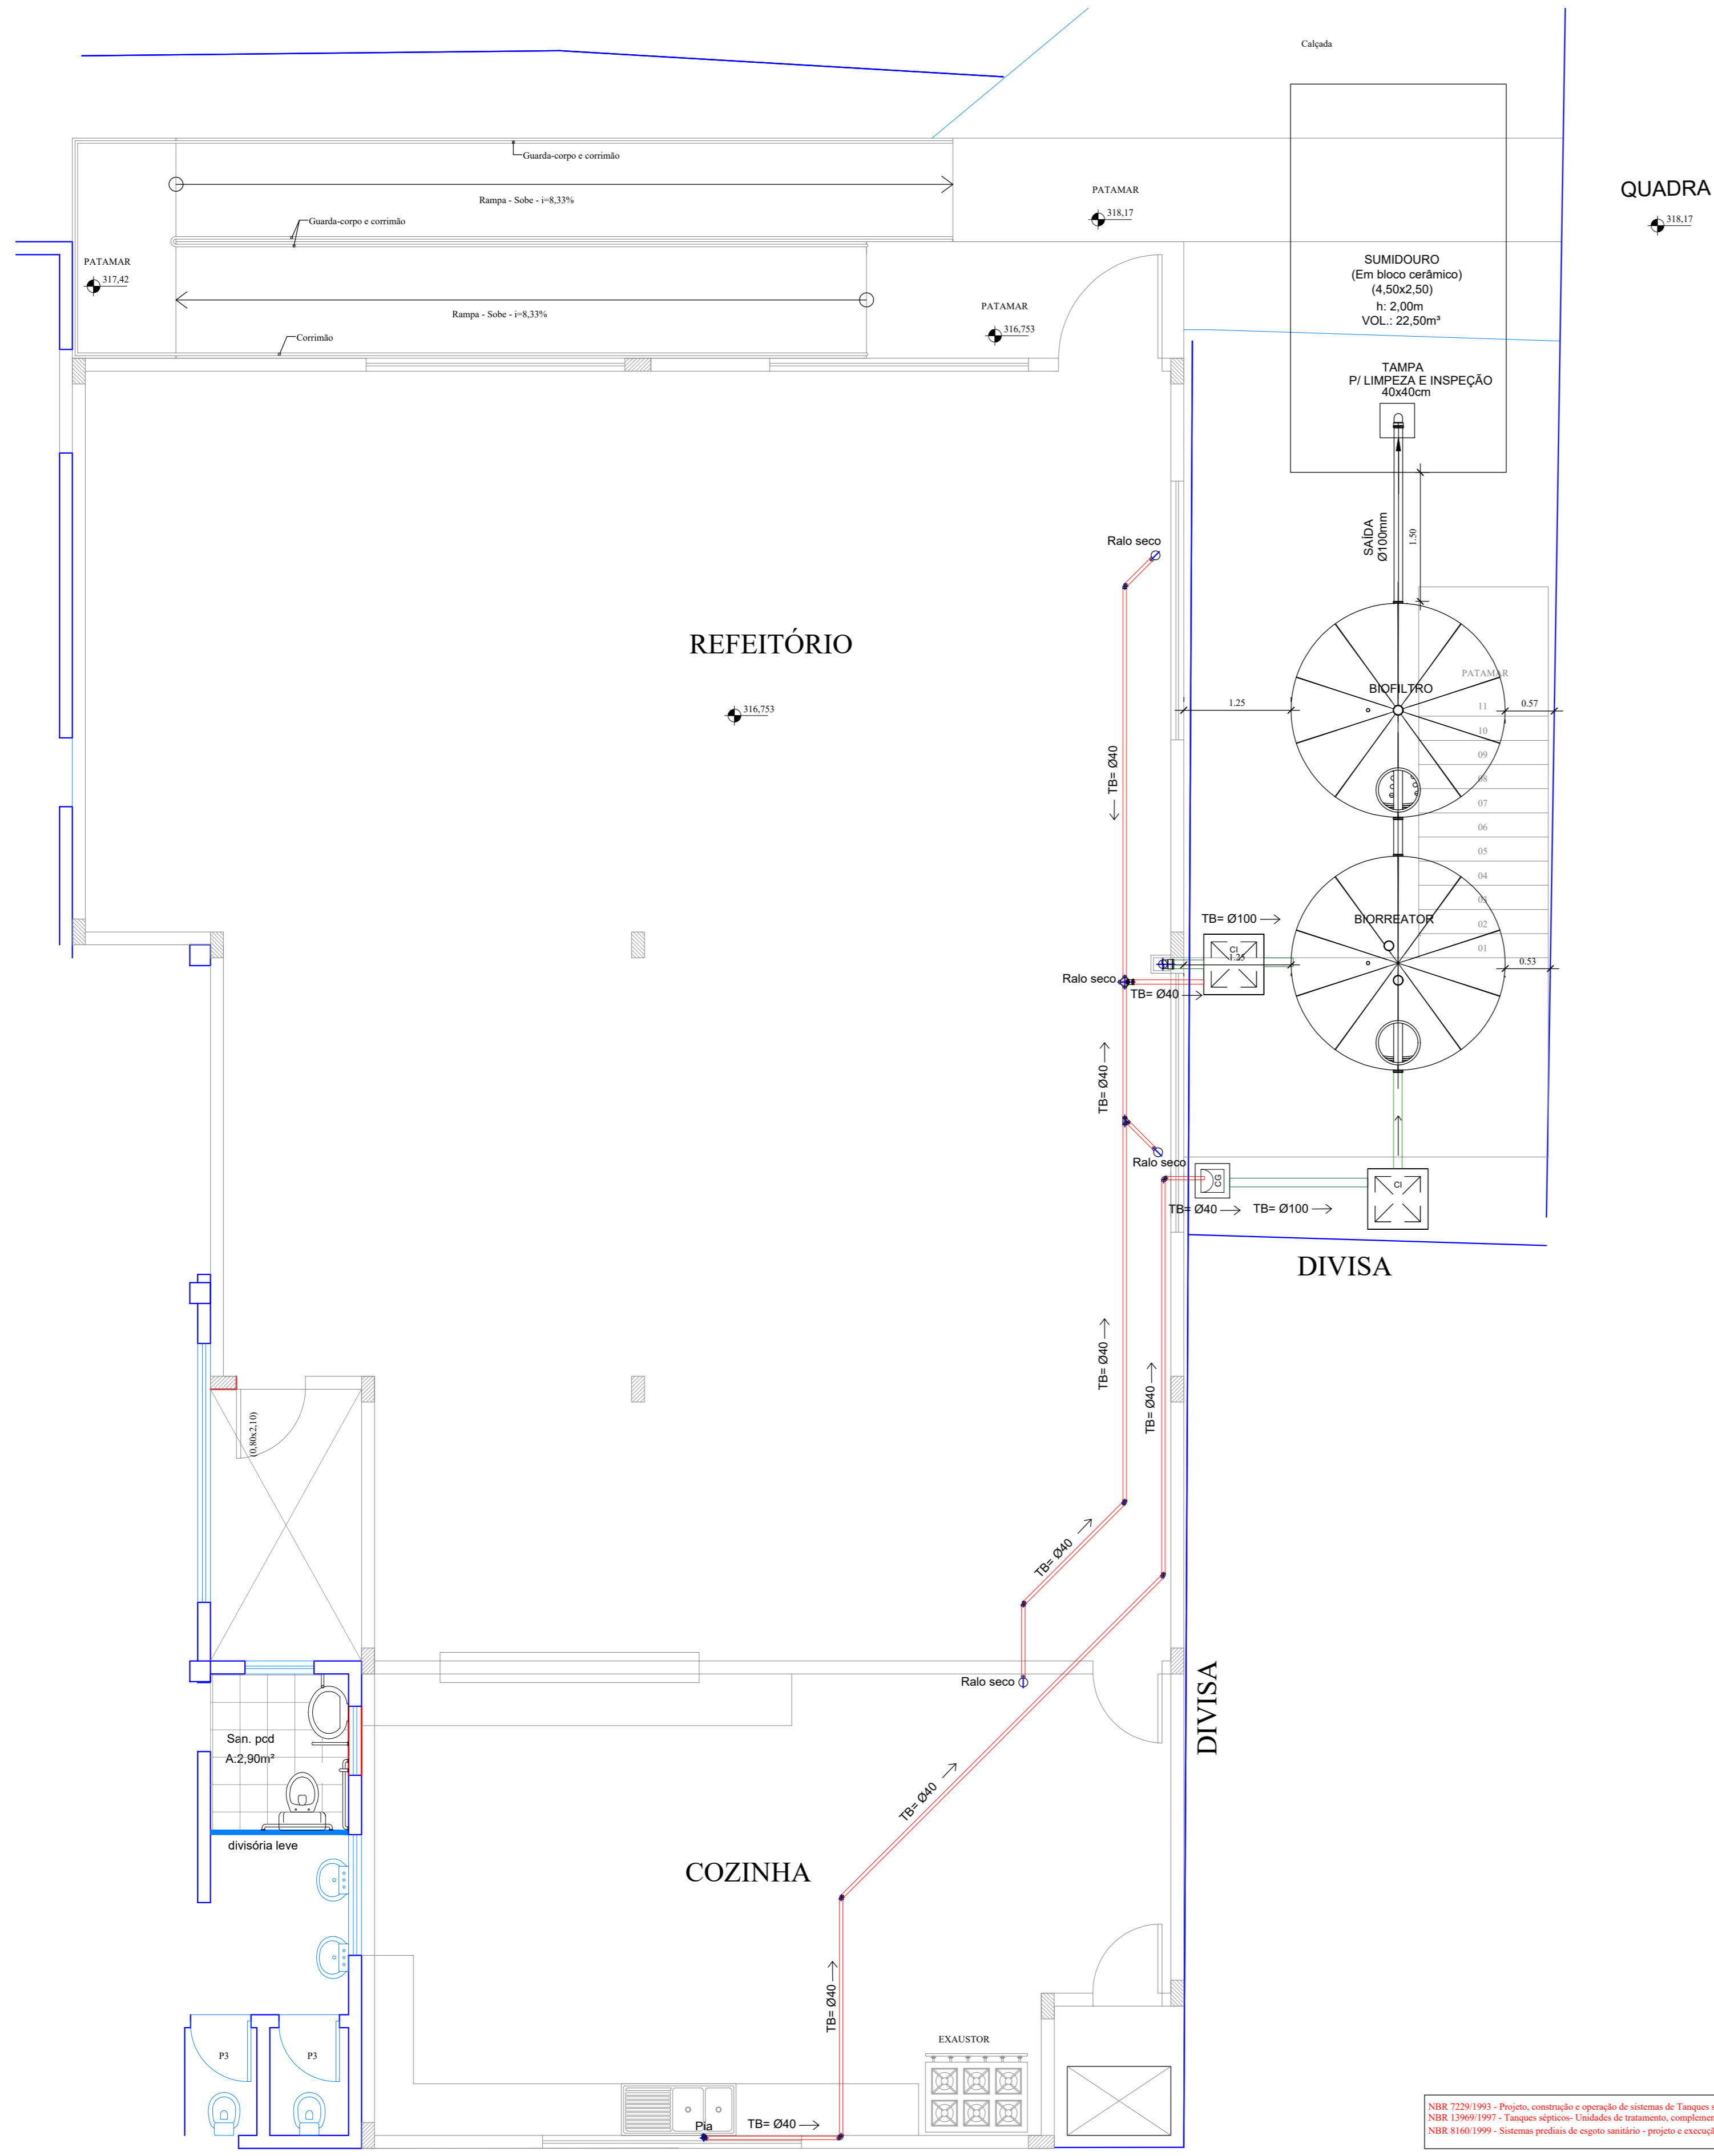 Calçada
Guarda-corpo e corrimão
QUADRA
PATAMAR
318,17
318,17
Rampa - Sobe - i=8,33%
Guarda-corpo e corrimão
PATAMAR
317,42
SUMIDOURO
(Em bloco cerâmico)
(4,50x2,50)
h: 2,00m
VOL.: 22,50m³
PATAMAR
316,753
Rampa - Sobe - i=8,33%
Corrimão
TAMPA
P/ LIMPEZA E INSPEÇÃO
40x40cm
SAÍDA
Ø100mm
1.50
Ralo seco
REFEITÓRIO
316,753
PATAMAR
BIOFILTRO
1.25
0.57
11
10
09
08
07
06
05
04
03
02
01
TB= Ø40
BIORREATOR
TB= Ø100
CI
1.25
0.53
Ralo seco
TB= Ø40
TB= Ø40
Ralo seco
CG
CI
TB= Ø40
TB= Ø100
DIVISA
TB= Ø40
TB= Ø40
(0,80x2,10)
TB= Ø40
Ralo seco
DIVISA
San. pcd
A:2,90m²
divisória leve
TB= Ø40
COZINHA
TB= Ø40
EXAUSTOR
P3
P3
Pia
TB= Ø40
NBR 7229/1993 - Projeto, construção e operação de sistemas de Tanques s
NBR 13969/1997 - Tanques sépticos- Unidades de tratamento, complemen
NBR 8160/1999 - Sistemas prediais de esgoto sanitário - projeto e execuçã